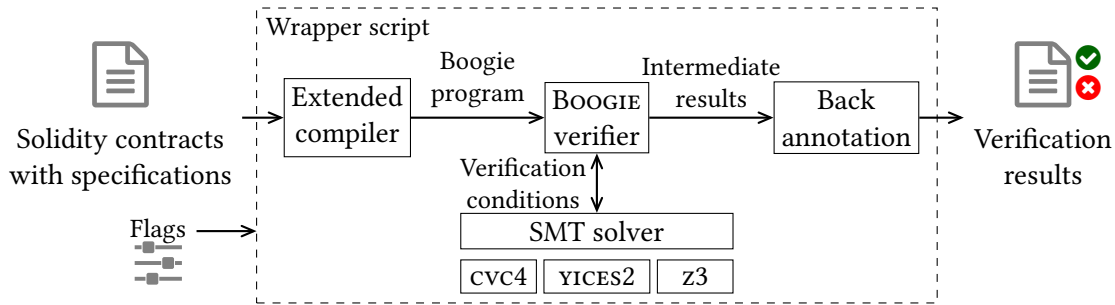 Wrapper script
Solidity contracts
with specifications
Flags
Extended
compiler
Boogie
program
BOOGIE
verifier
Intermediate
results
Back
annotation
Verification
results
Verification
conditions
SMT solver
CVC4
YICES2
Z3